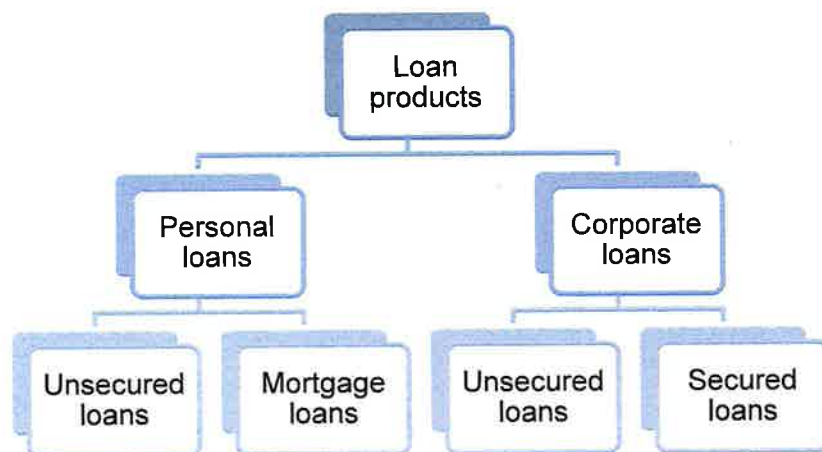 Loan
products
Personal
loans
Corporate
loans
Unsecured
loans
Mortgage
loans
Unsecured
loans
Secured
loans